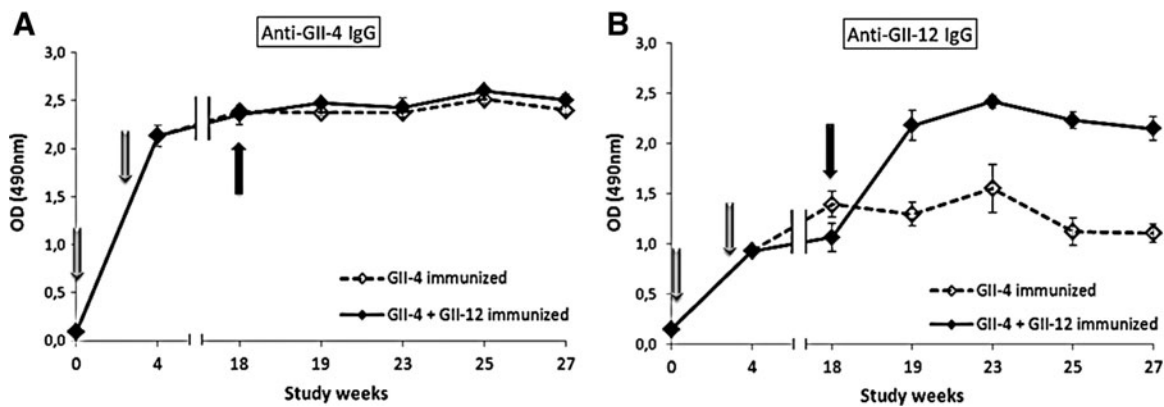 A
Anti-GII-4 IgG
3,0
2,5
2,0
1,5
1,0
0,5
0,0
OD (490nm)
GII-4 immunized
GII-4 + GII-12 immunized
0 4 18 19 23 25 27
Study weeks
B
Anti-GII-12 IgG
3,0
2,5
2,0
1,5
1,0
0,5
0,0
OD (490nm)
GII-4 immunized
GII-4 + GII-12 immunized
0 4 18 19 23 25 27
Study weeks